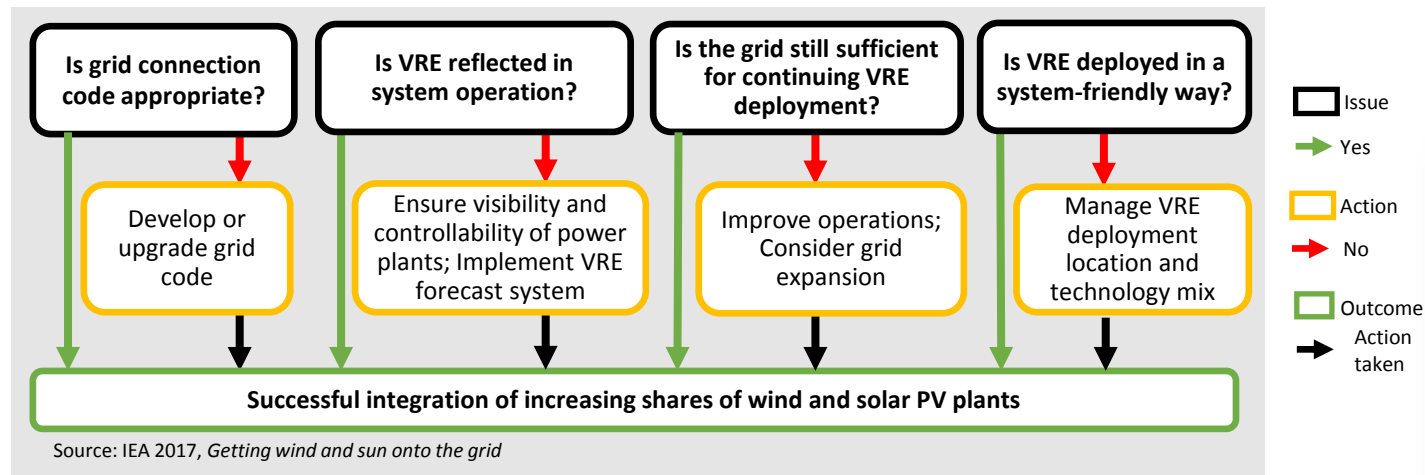 Is grid connection
code appropriate?
Is VRE reflected in
system operation?
Is the grid still sufficient
for continuing VRE
deployment?
Is VRE deployed in a
system-friendly way?
Develop or
upgrade grid
code
Ensure visibility and
controllability of power
plants; Implement VRE
forecast system
Improve operations;
Consider grid
expansion
Manage VRE
deployment
location and
technology mix
Successful integration of increasing shares of wind and solar PV plants
Source: IEA 2017, Getting wind and sun onto the grid
Issue
Yes
Action
No
Outcome
Action
taken